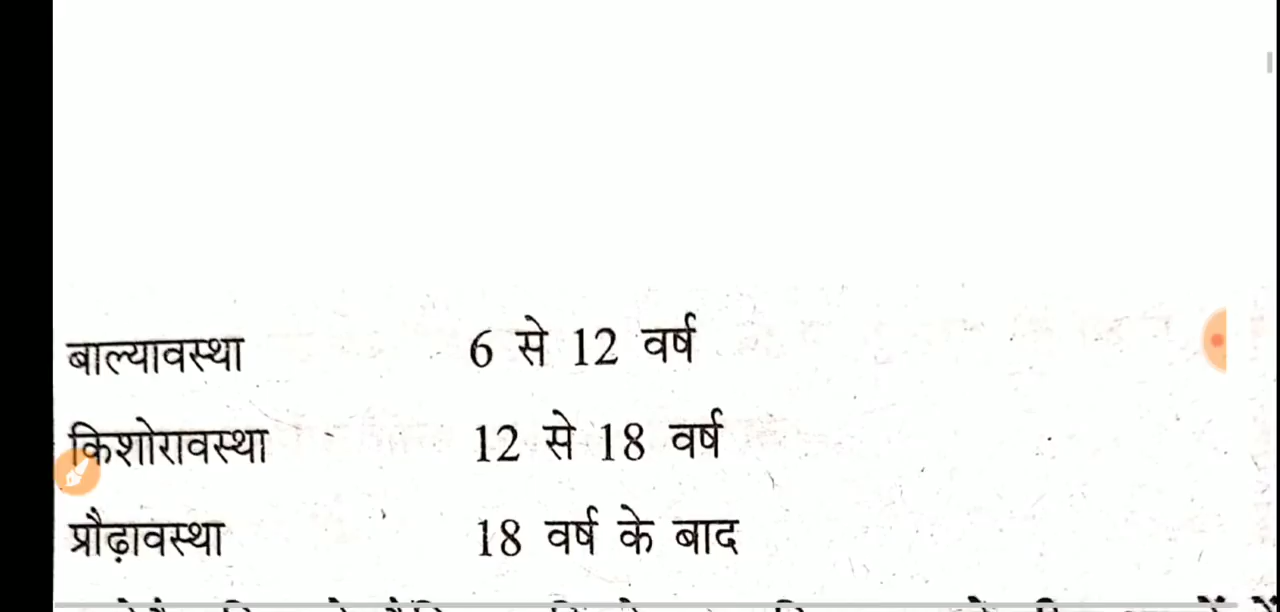 बाल्यावस्था 6 से 12 वर्ष
किशोरावस्था 12 से 18 वर्ष
प्रौढ़ावस्था 18 वर्ष के बाद